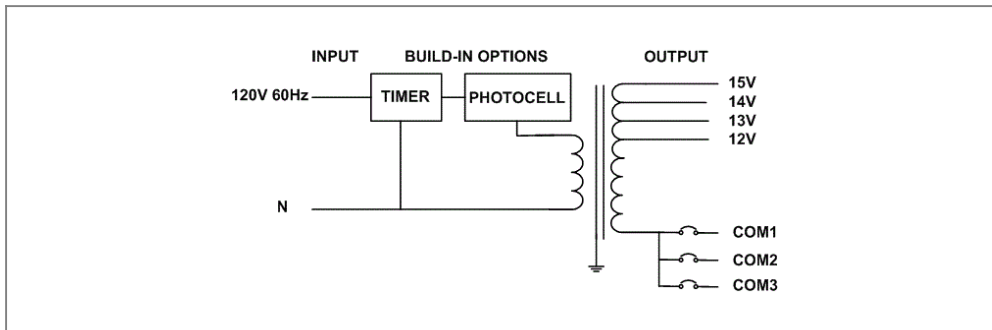 INPUT
BUILD-IN OPTIONS
OUTPUT
120V 60Hz
TIMER
PHOTOCELL
15V
14V
13V
12V
N
COM1
COM2
COM3